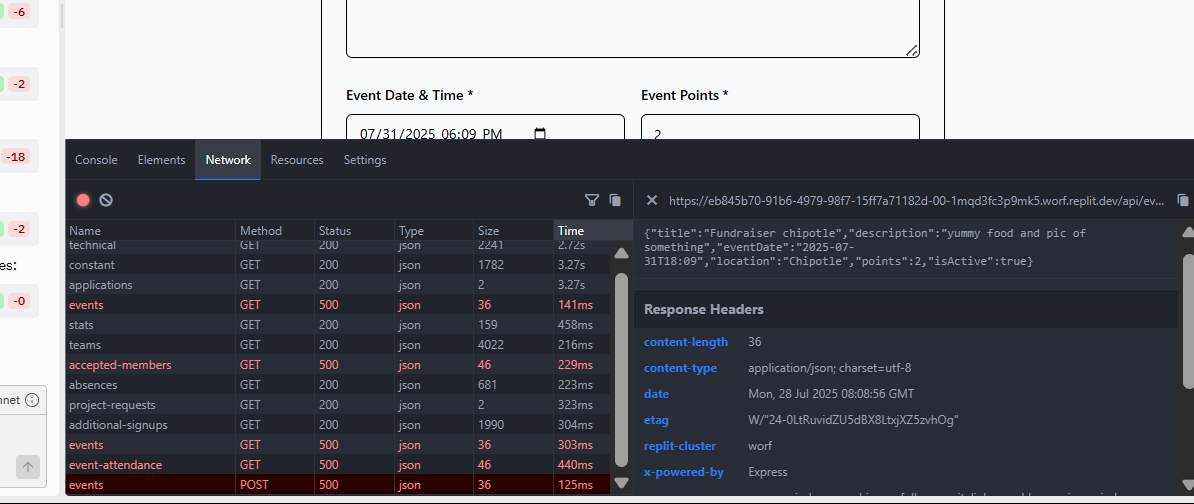 -6
-2
-18
-2
es:
-0
nnet
Event Date & Time *
Event Points *
07/31/2025 06:09 PM
2
Console
Elements
Network
Resources
Settings
https://eb845b70-91b6-4979-98f7-15ff7a71182d-00-1mqd3fc3p9mk5.worf.replit.dev/api/ev...
Name Method Status Type Size Time
technical GET 200 json 2241 2.72s
constant GET 200 json 1782 3.27s
applications GET 200 json 2 3.27s
events GET 500 json 36 141ms
stats GET 200 json 159 458ms
teams GET 200 json 4022 216ms
accepted-members GET 500 json 46 229ms
absences GET 200 json 681 223ms
project-requests GET 200 json 2 323ms
additional-signups GET 200 json 1990 304ms
events GET 500 json 36 303ms
event-attendance GET 500 json 46 440ms
events POST 500 json 36 125ms
{"title":"Fundraiser chipotle","description":"yummy food and pic of
something","eventDate":"2025-07-
31T18:09","location":"Chipotle","points":2,"isActive":true}
Response Headers
content-length 36
content-type application/json; charset=utf-8
date Mon, 28 Jul 2025 08:08:56 GMT
etag W/"24-0LtRuvidZU5dBX8LtxjXZ5zvhOg"
replit-cluster worf
x-powered-by Express